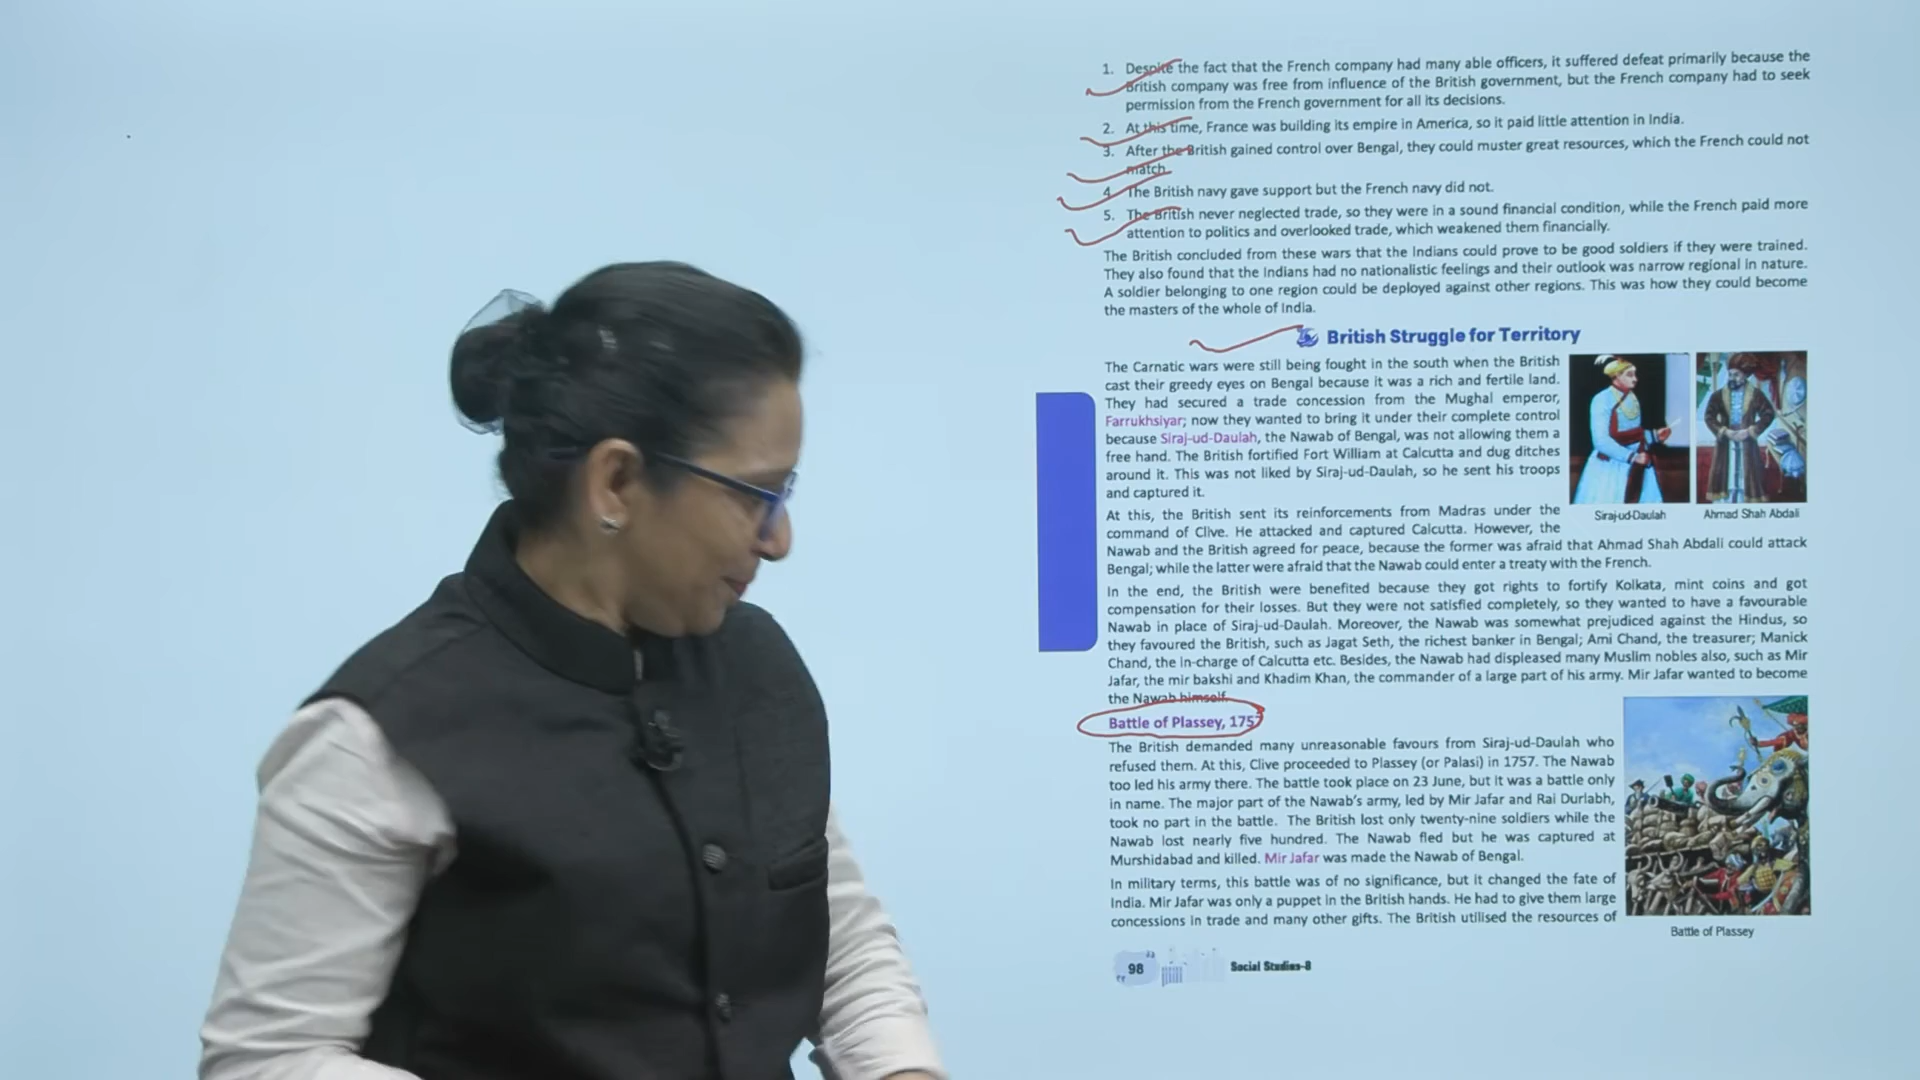 1. Despite the fact that the French company had many able officers, it suffered defeat primarily because the
British company was free from influence of the British government, but the French company had to seek
permission from the French government for all its decisions.
2. At this time, France was building its empire in America, so it paid little attention in India.
3. After the British gained control over Bengal, they could muster great resources, which the French could not
match.
4. The British navy gave support but the French navy did not.
5. The British never neglected trade, so they were in a sound financial condition, while the French paid more
attention to politics and overlooked trade, which weakened them financially.
The British concluded from these wars that the Indians could prove to be good soldiers if they were trained.
They also found that the Indians had no nationalistic feelings and their outlook was narrow regional in nature.
A soldier belonging to one region could be deployed against other regions. This was how they could become
the masters of the whole of India.
British Struggle for Territory
The Carnatic wars were still being fought in the south when the British
cast their greedy eyes on Bengal because it was a rich and fertile land.
They had secured a trade concession from the Mughal emperor,
Farrukhsiyar; now they wanted to bring it under their complete control
because Siraj-ud-Daulah, the Nawab of Bengal, was not allowing them a
free hand. The British fortified Fort William at Calcutta and dug ditches
around it. This was not liked by Siraj-ud-Daulah, so he sent his troops
and captured it.
Siraj-ud-Daulah
Ahmad Shah Abdali
At this, the British sent its reinforcements from Madras under the
command of Clive. He attacked and captured Calcutta. However, the
Nawab and the British agreed for peace, because the former was afraid that Ahmad Shah Abdali could attack
Bengal; while the latter were afraid that the Nawab could enter a treaty with the French.
In the end, the British were benefited because they got rights to fortify Kolkata, mint coins and got
compensation for their losses. But they were not satisfied completely, so they wanted to have a favourable
Nawab in place of Siraj-ud-Daulah. Moreover, the Nawab was somewhat prejudiced against the Hindus, so
they favoured the British, such as Jagat Seth, the richest banker in Bengal; Ami Chand, the treasurer; Manick
Chand, the In-charge of Calcutta etc. Besides, the Nawab had displeased many Muslim nobles also, such as Mir
Jafar, the mir bakshi and Khadim Khan, the commander of a large part of his army. Mir Jafar wanted to become
the Nawab himself.
Battle of Plassey, 1757
The British demanded many unreasonable favours from Siraj-ud-Daulah who
refused them. At this, Clive proceeded to Plassey (or Palasi) in 1757. The Nawab
too led his army there. The battle took place on 23 June, but it was a battle only
in name. The major part of the Nawab's army, led by Mir Jafar and Rai Durlabh,
took no part in the battle. The British lost only twenty-nine soldiers while the
Nawab lost nearly five hundred. The Nawab fled but he was captured at
Murshidabad and killed. Mir Jafar was made the Nawab of Bengal.
In military terms, this battle was of no significance, but it changed the fate of
India. Mir Jafar was only a puppet in the British hands. He had to give them large
concessions in trade and many other gifts. The British utilised the resources of
Battle of Plassey
98
Social Studies-8